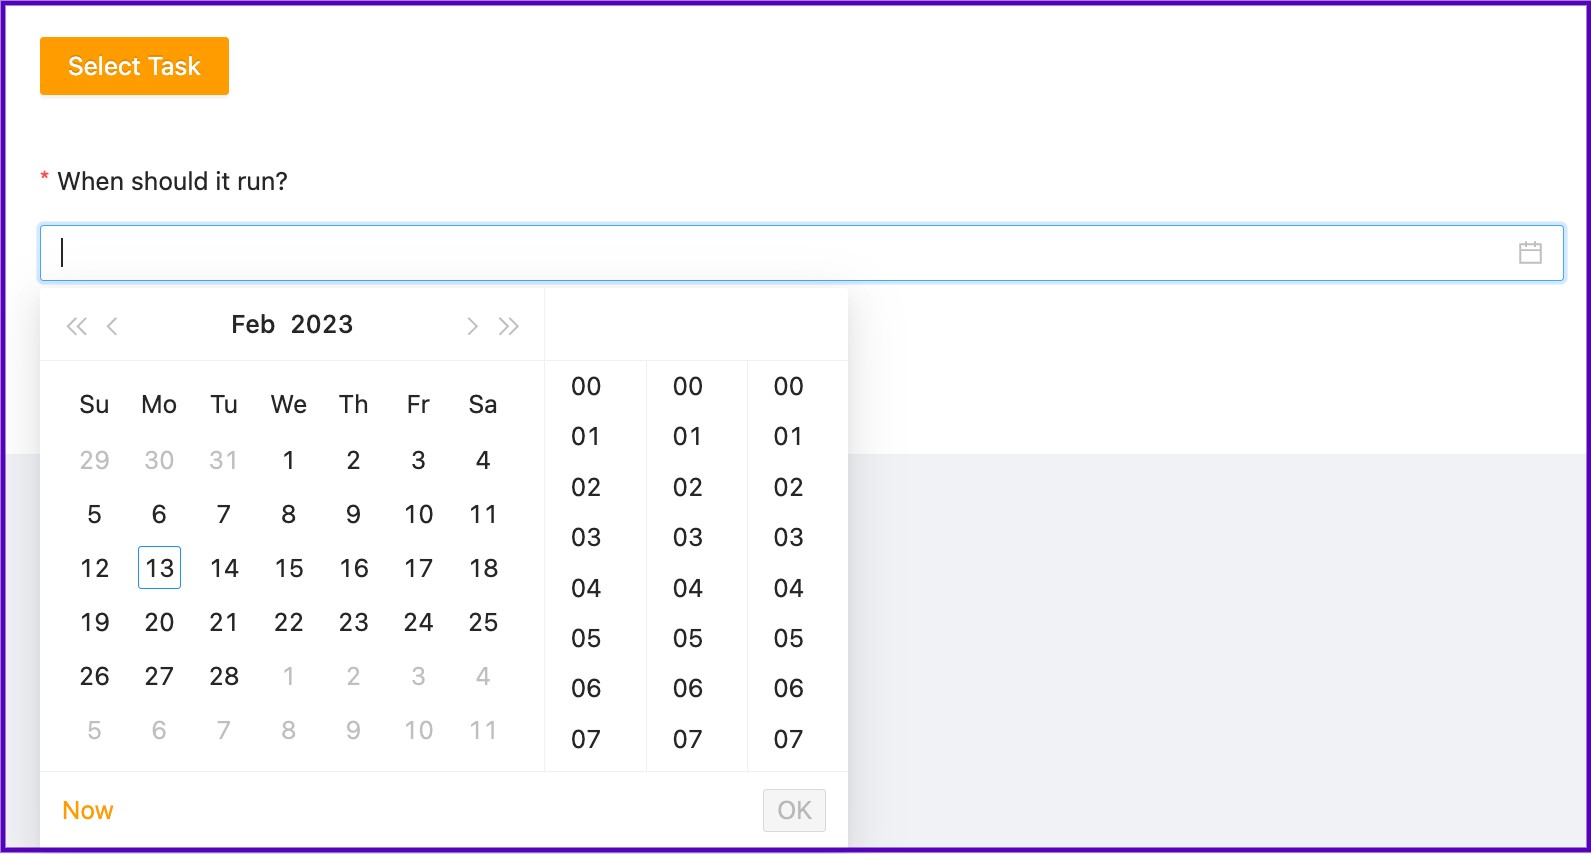 Select Task
* When should it run?
Feb 2023
Su Mo Tu We Th Fr Sa
29 30 31 1 2 3 4
5 6 7 8 9 10 11
12 13 14 15 16 17 18
19 20 21 22 23 24 25
26 27 28 1 2 3 4
5 6 7 8 9 10 11
00 00 00
01 01 01
02 02 02
03 03 03
04 04 04
05 05 05
06 06 06
07 07 07
Now OK